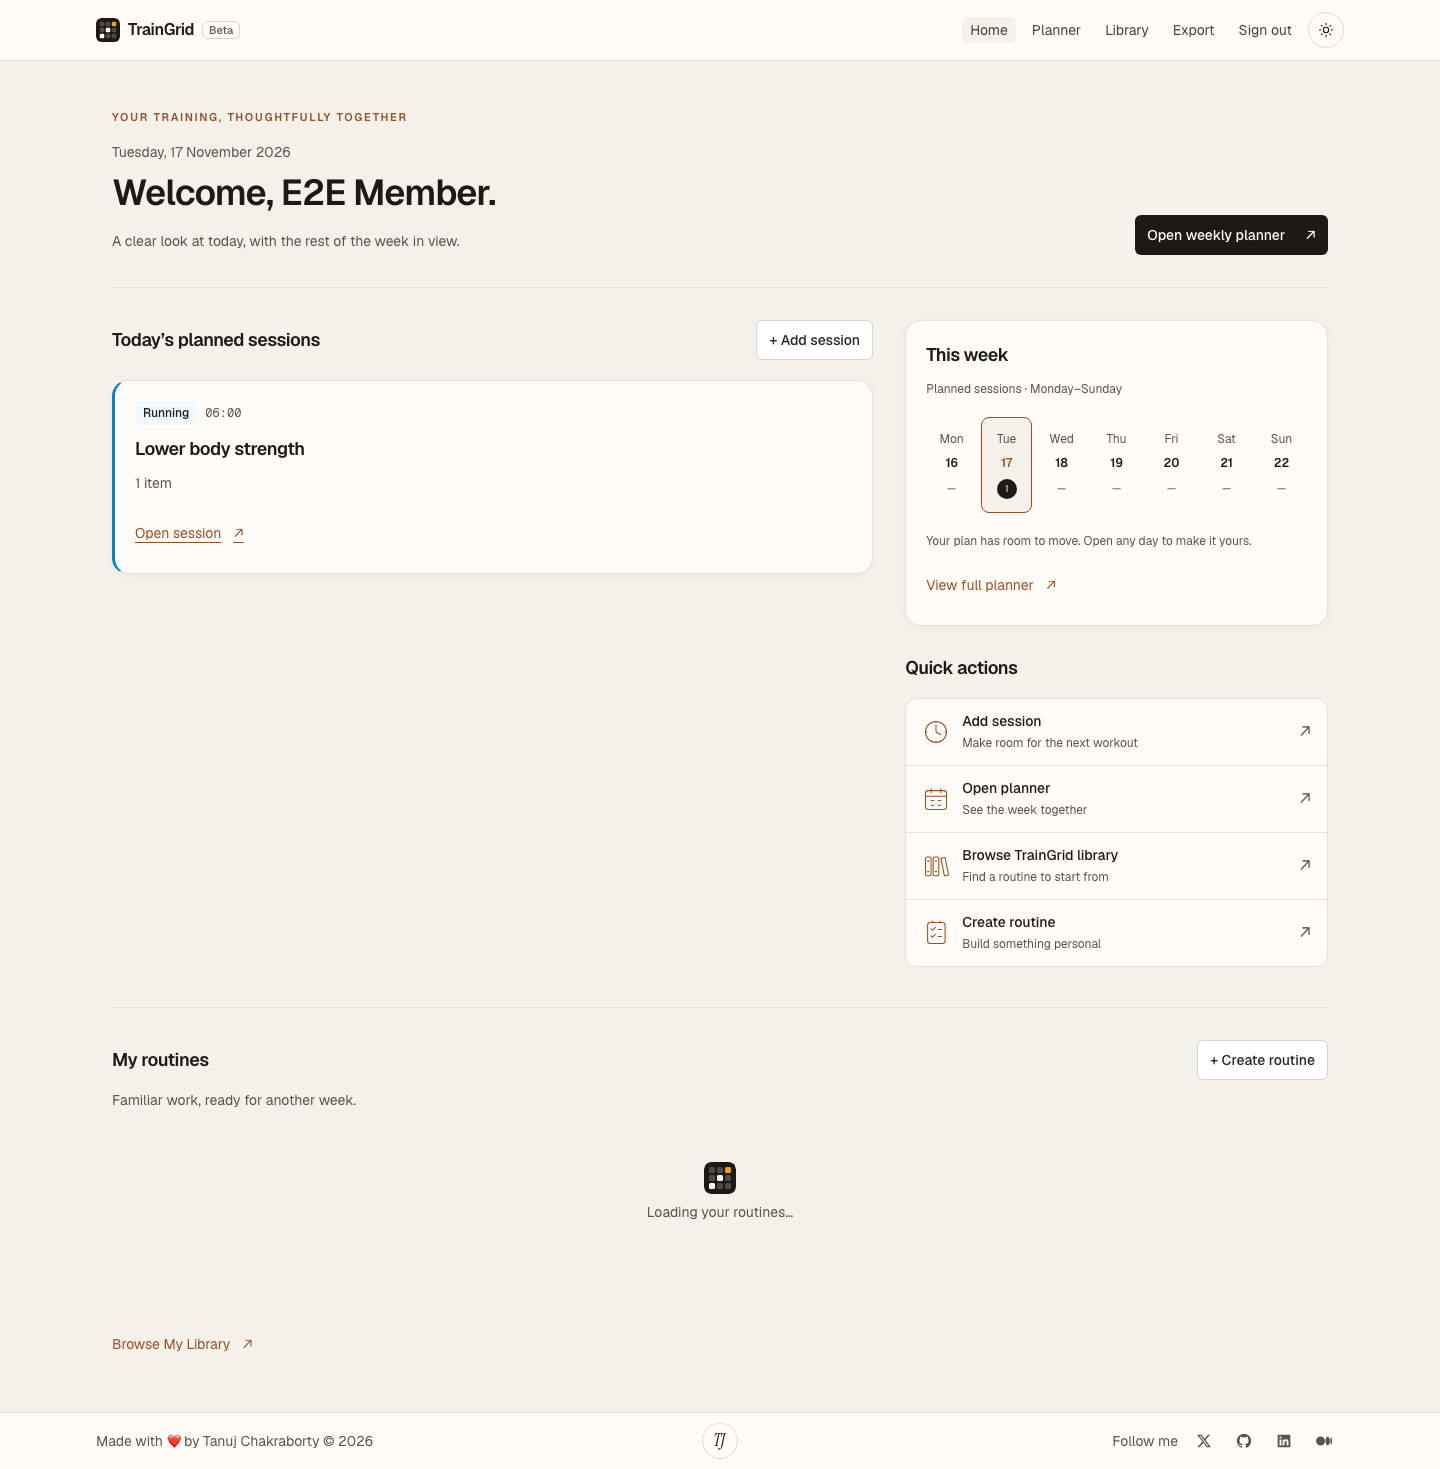 TrainGrid Beta
Home Planner Library Export Sign out
YOUR TRAINING, THOUGHTFULLY TOGETHER
Tuesday, 17 November 2026
Welcome, E2E Member.
A clear look at today, with the rest of the week in view.
Open weekly planner ↗
Today’s planned sessions
+ Add session
Running 06:00
Lower body strength
1 item
Open session ↗
This week
Planned sessions · Monday–Sunday
Mon Tue Wed Thu Fri Sat Sun
16 17 18 19 20 21 22
– 1 – – – – –
Your plan has room to move. Open any day to make it yours.
View full planner ↗
Quick actions
Add session ↗
Make room for the next workout
Open planner ↗
See the week together
Browse TrainGrid library ↗
Find a routine to start from
Create routine ↗
Build something personal
My routines
+ Create routine
Familiar work, ready for another week.
Loading your routines…
Browse My Library ↗
Made with ❤️ by Tanuj Chakraborty © 2026
TJ
Follow me